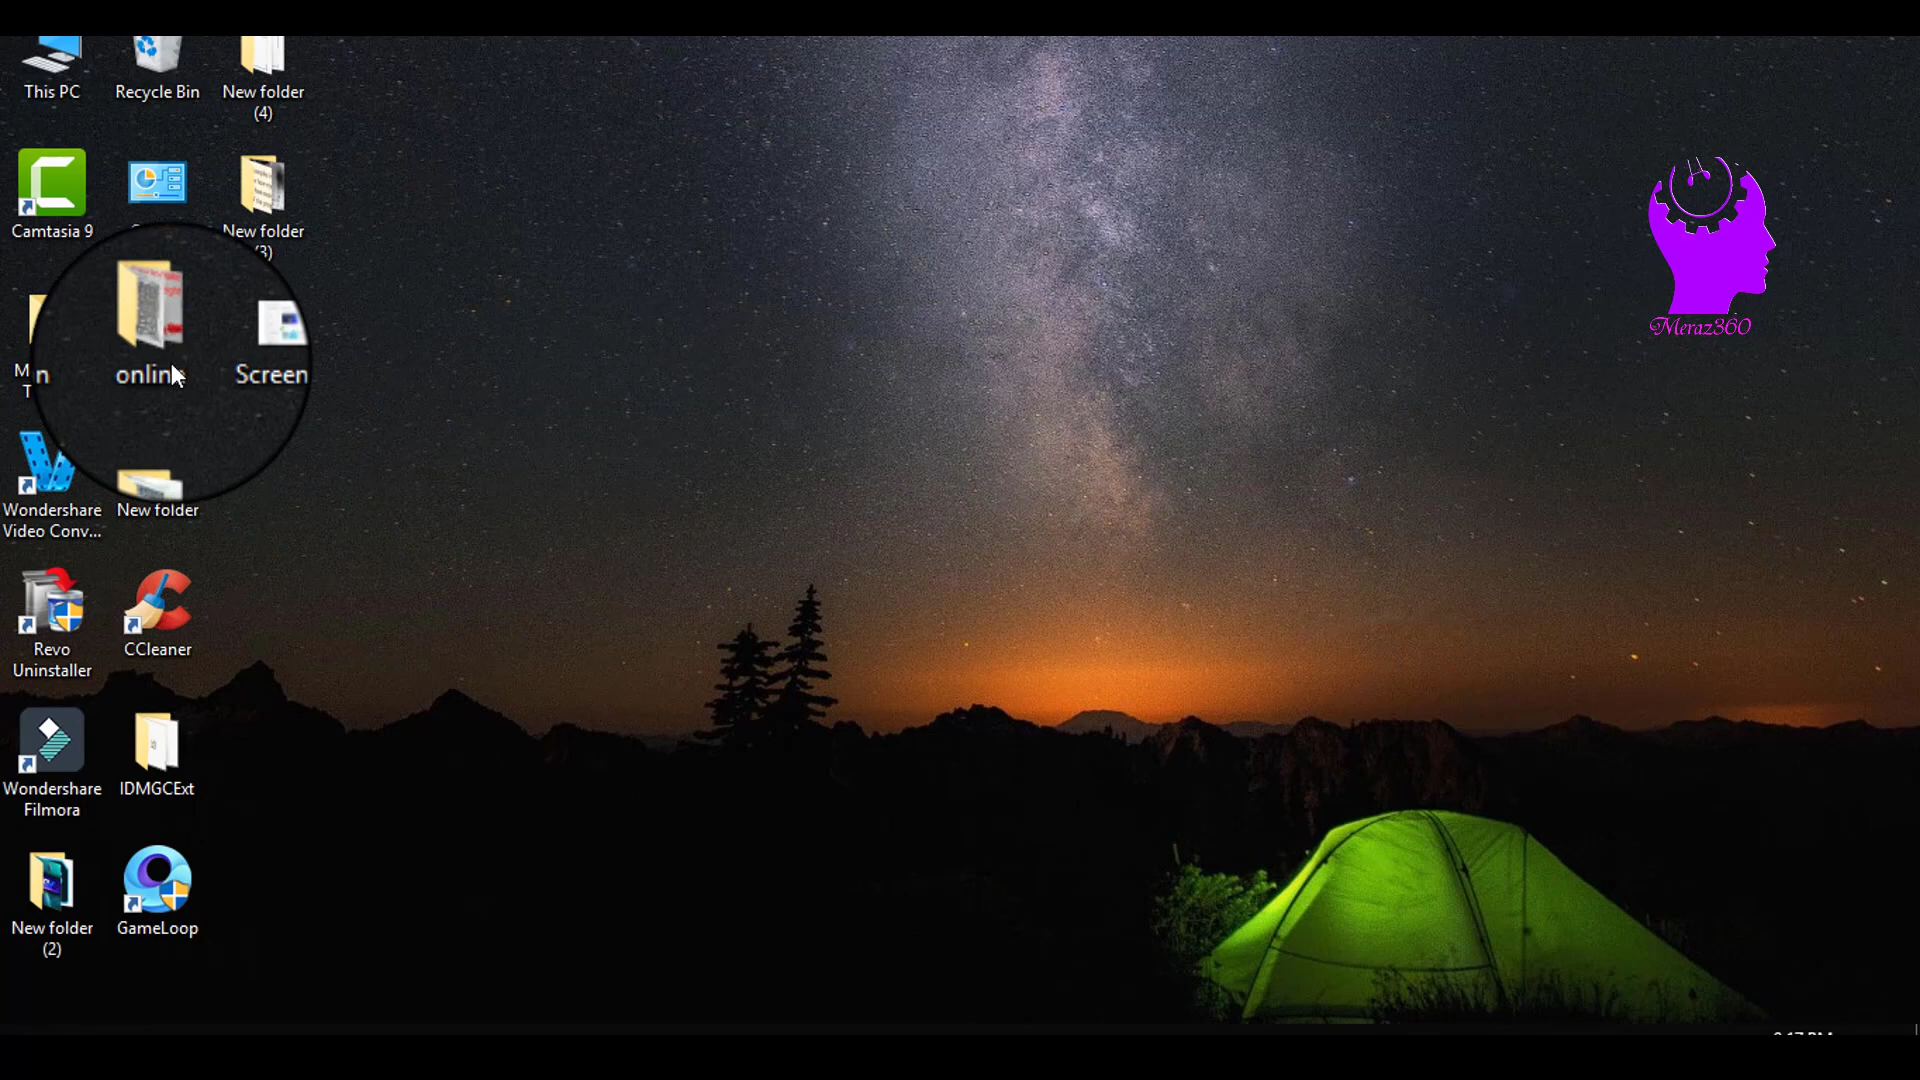 This PC
Recycle Bin
New folder
(4)
Camtasia 9
New folder
(3)
online
Screen
Wondershare
Video Conv...
New folder
Revo
Uninstaller
CCleaner
Wondershare
Filmora
IDMGCExt
New folder
(2)
GameLoop
Meraz360